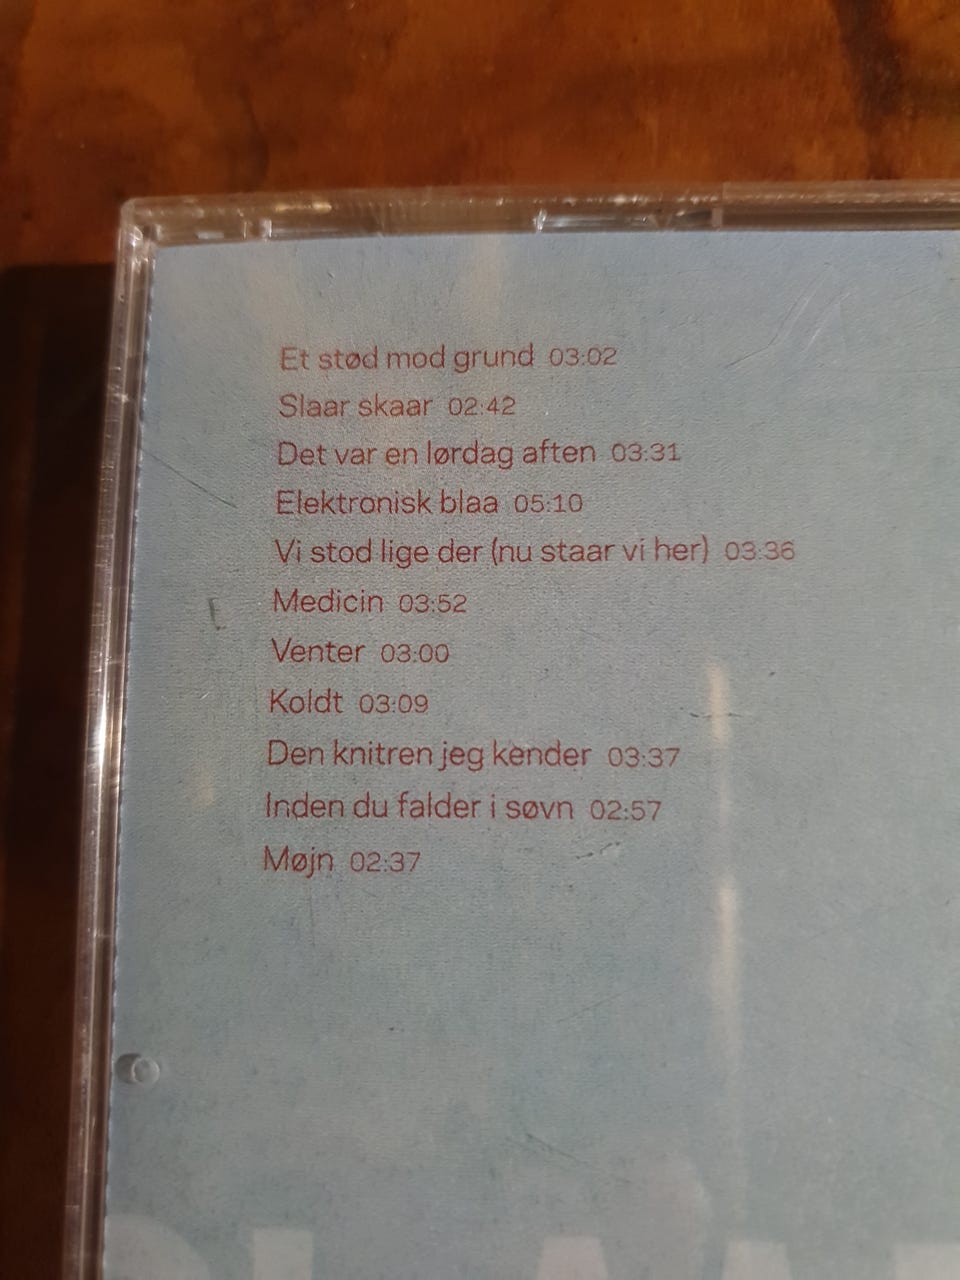 Et stød mod grund 03:02
Slaar skaar 02:42
Det var en lørdag aften 03:31
Elektronisk blaa 05:10
Vi stod lige der (nu staar vi her) 03:36
Medicin 03:52
Venter 03:00
Koldt 03:09
Den knitren jeg kender 03:37
Inden du falder i søvn 02:57
Møjn 02:37